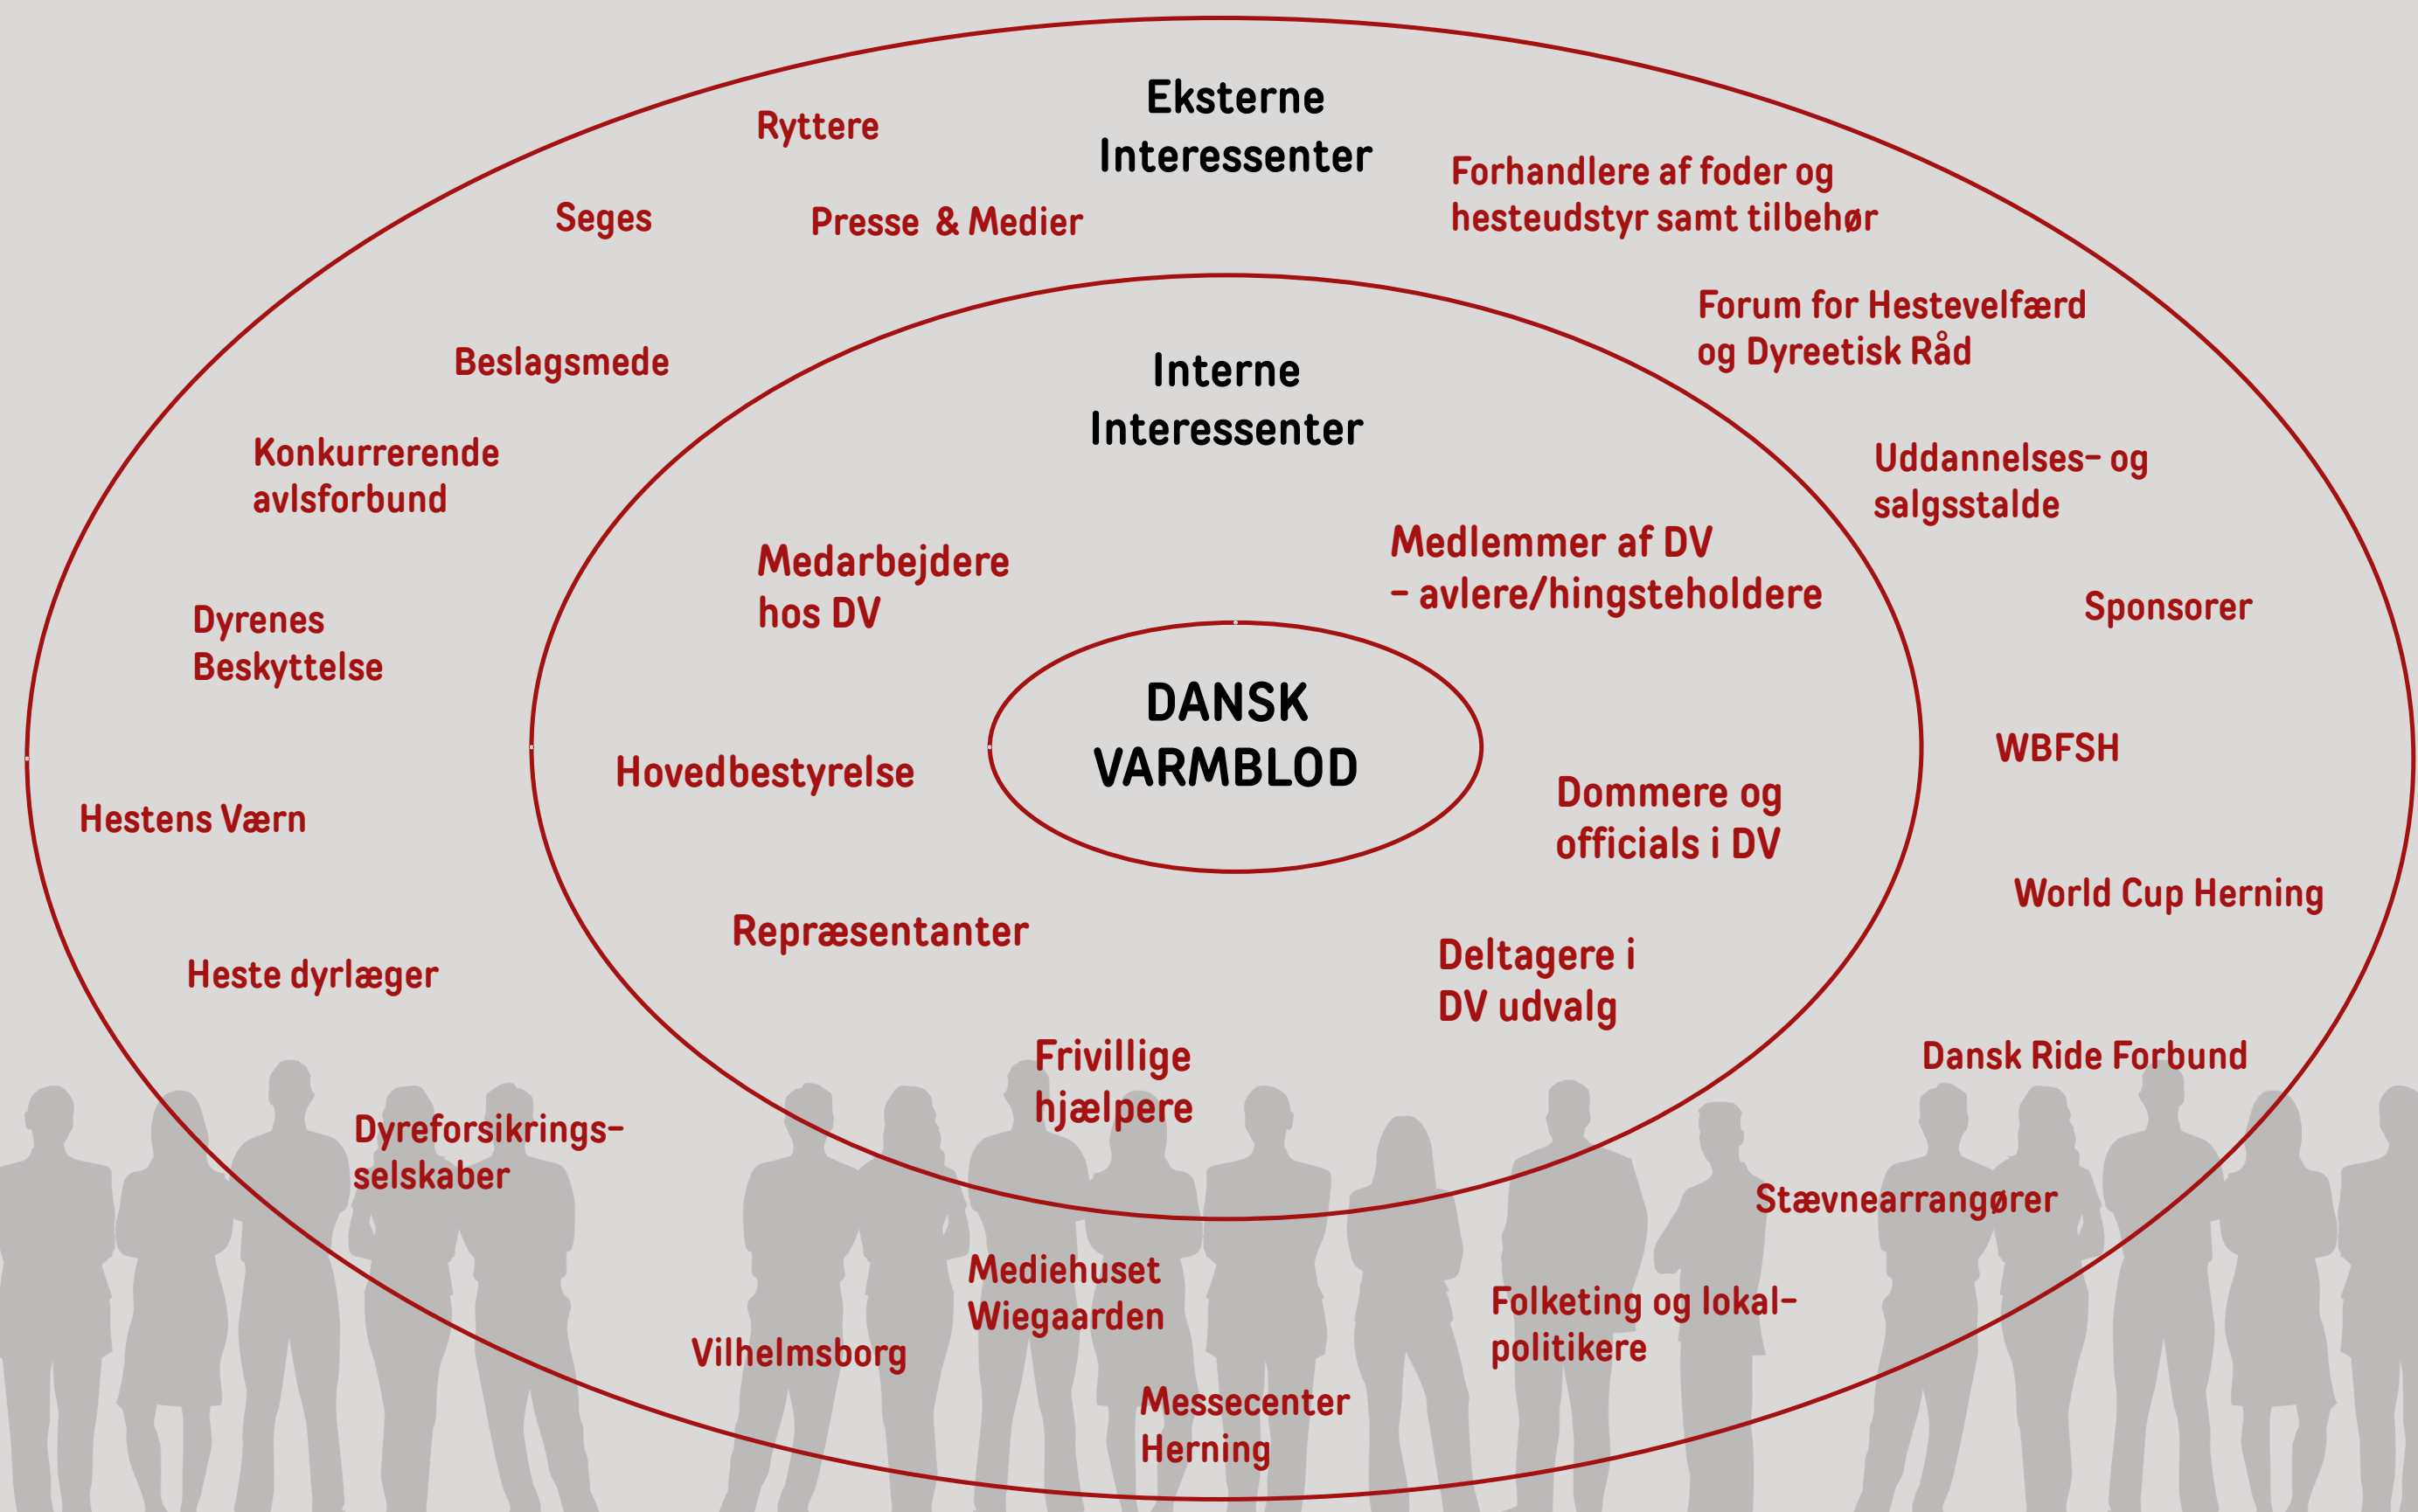 Eksterne
Interessenter
Ryttere
Seges
Presse & Medier
Forhandlere af foder og
hesteudstyr samt tilbehør
Forum for Hestevelfærd
og Dyreetisk Råd
Beslagsmede
Konkurrerende
avlsforbund
Uddannelses- og
salgsstalde
Dyrenes
Beskyttelse
Sponsorer
Hestens Værn
WBFSH
World Cup Herning
Heste dyrlæger
Dansk Ride Forbund
Dyreforsikrings-
selskaber
Stævnearrangører
Mediehuset
Wiegaarden
Vilhelmsborg
Folketing og lokal-
politikere
Messecenter
Herning
Interne
Interessenter
Medarbejdere
hos DV
Medlemmer af DV
- avlere/hingsteholdere
Hovedbestyrelse
Dommere og
officials i DV
Repræsentanter
Deltagere i
DV udvalg
Frivillige
hjælpere
DANSK
VARMBLOD